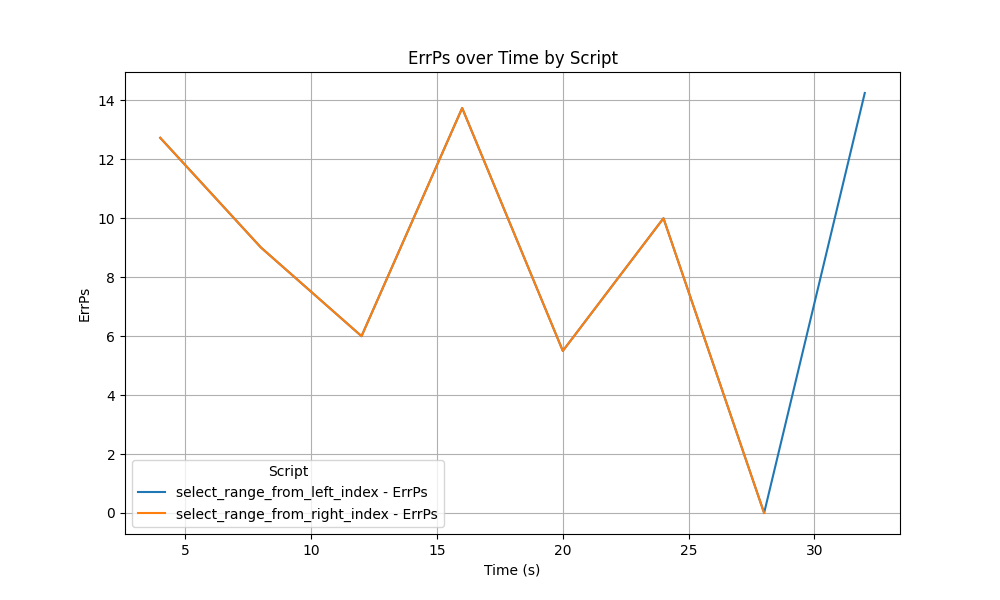 ErrPs over Time by Script
ErrPs
14
12
10
8
6
4
2
0
Script
select_range_from_left_index - ErrPs
select_range_from_right_index - ErrPs
5
10
15
20
25
30
Time (s)